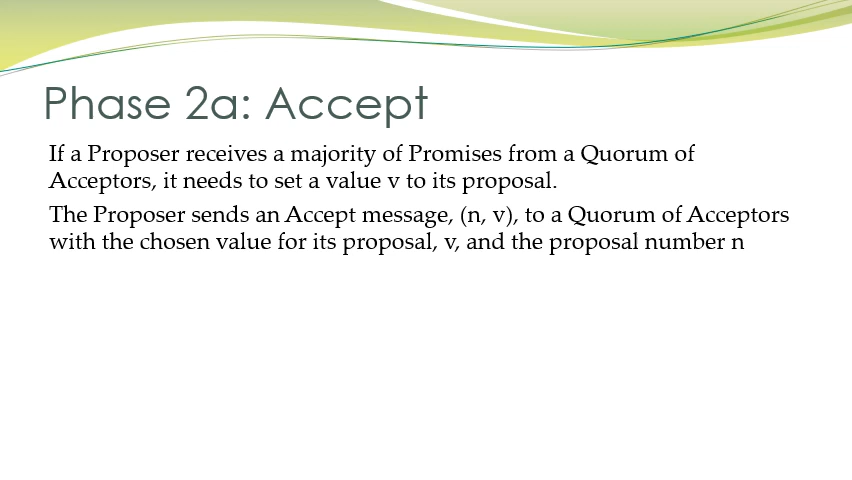 Phase 2a: Accept
If a Proposer receives a majority of Promises from a Quorum of
Acceptors, it needs to set a value v to its proposal.
The Proposer sends an Accept message, (n, v), to a Quorum of Acceptors
with the chosen value for its proposal, v, and the proposal number n